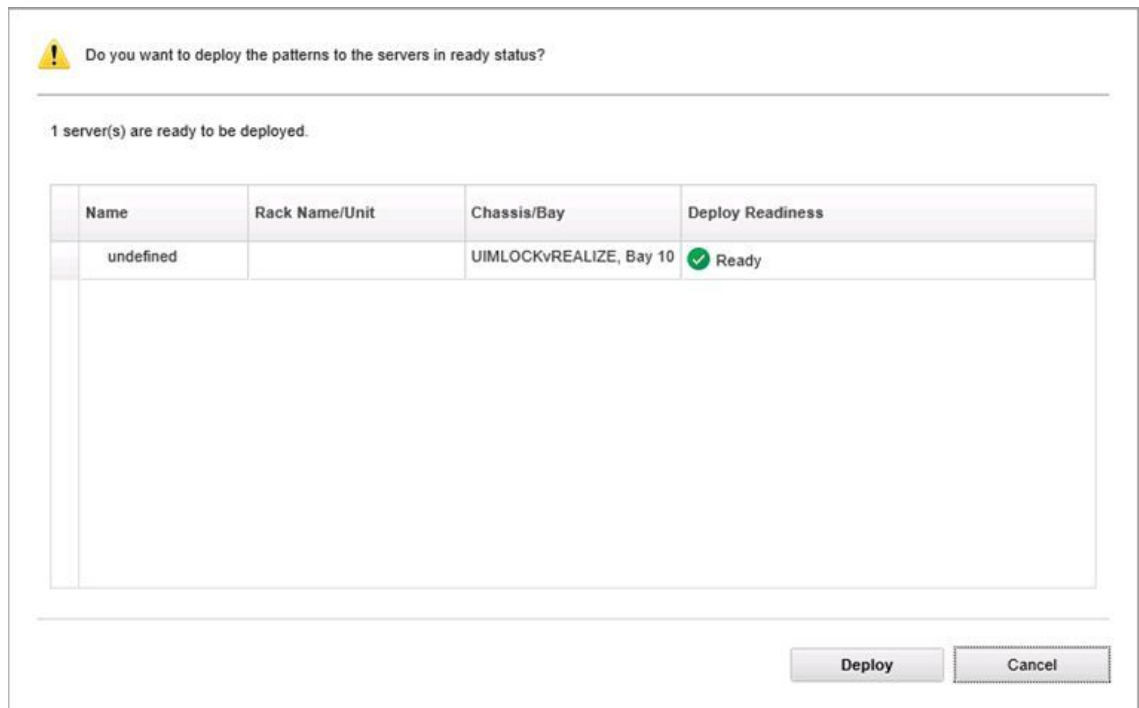 Do you want to deploy the patterns to the servers in ready status?
1 server(s) are ready to be deployed.
Name Rack Name/Unit Chassis/Bay Deploy Readiness
undefined UIMLOCKvREALIZE, Bay 10 Ready
Deploy Cancel